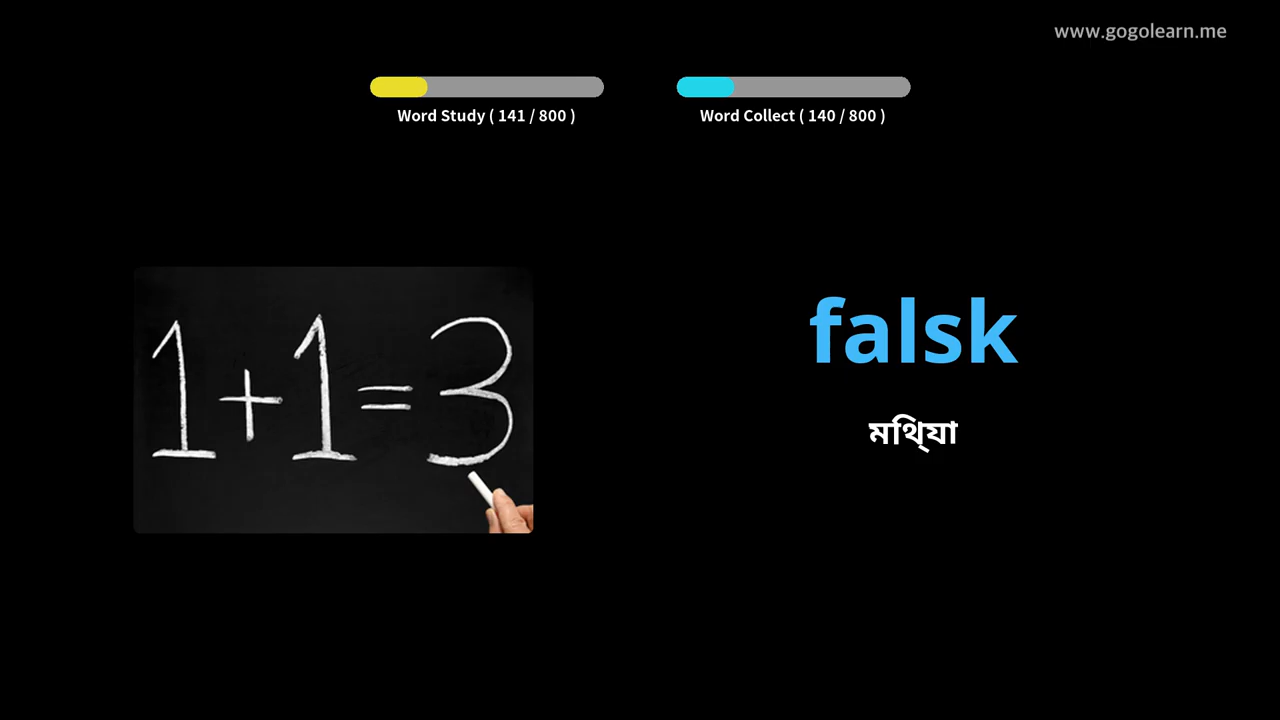 www.gogolearn.me
Word Study ( 141 / 800 )
Word Collect ( 140 / 800 )
1+1=3
falsk
মিথ্যা